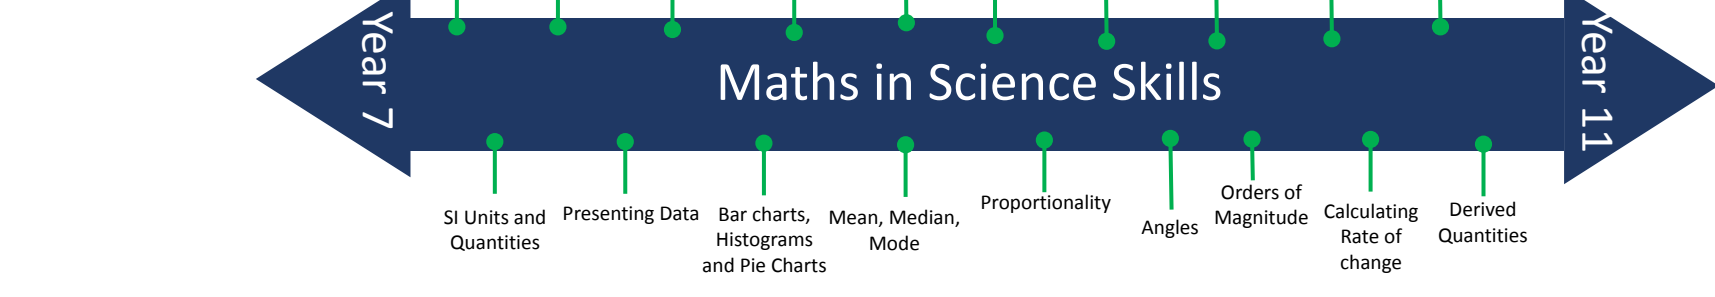 Year 7
Maths in Science Skills
Year 11
SI Units and
Quantities
Presenting Data
Bar charts,
Histograms
and Pie Charts
Mean, Median,
Mode
Proportionality
Angles
Orders of
Magnitude
Calculating
Rate of
change
Derived
Quantities